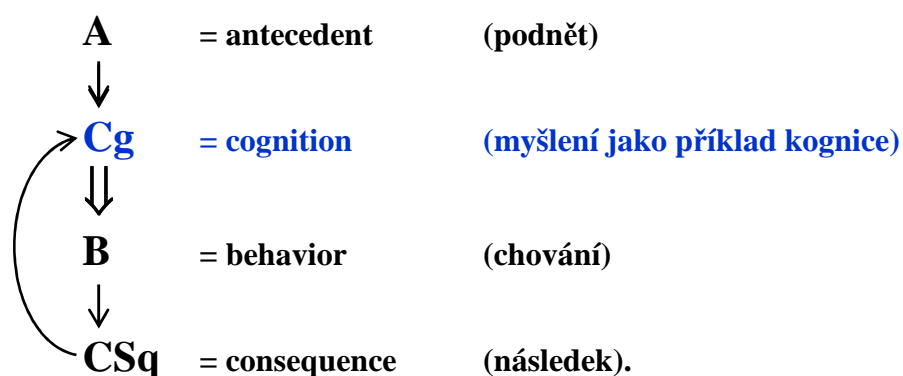 A = antecedent (podnět)
Cg = cognition (myšlení jako příklad kognice)
B = behavior (chování)
CSq = consequence (následek).